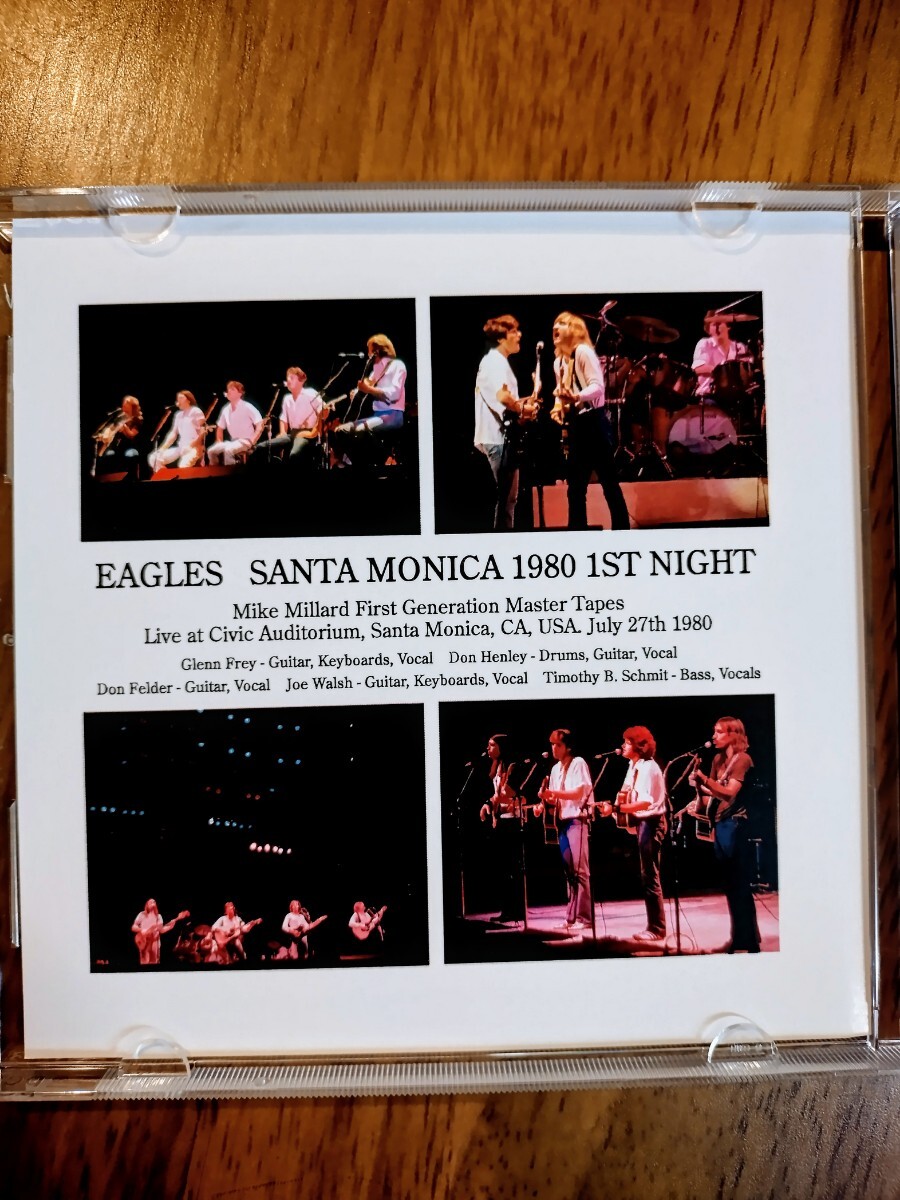 EAGLES SANTA MONICA 1980 1ST NIGHT
Mike Millard First Generation Master Tapes
Live at Civic Auditorium, Santa Monica, CA, USA. July 27th 1980
Glenn Frey - Guitar, Keyboards, Vocal Don Henley - Drums, Guitar, Vocal
Don Felder - Guitar, Vocal Joe Walsh - Guitar, Keyboards, Vocal Timothy B. Schmit - Bass, Vocals